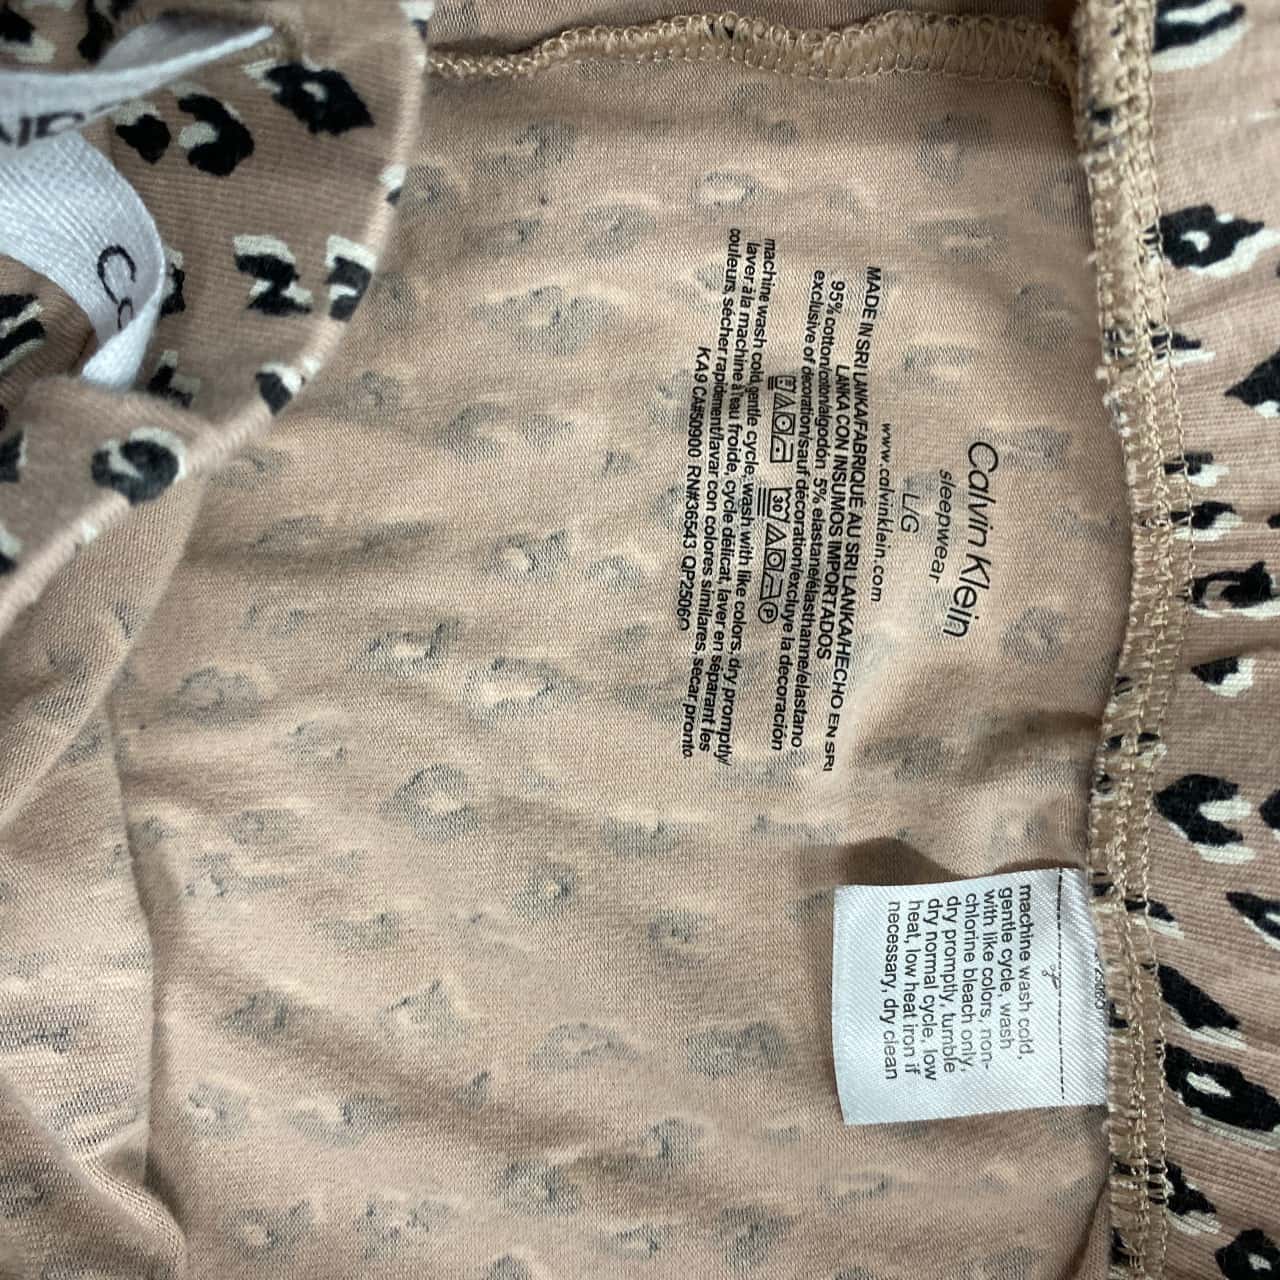 Calvin Klein
sleepwear
L/G
www.calvinklein.com
MADE IN SRI LANKA/FABRIQUÉ AU SRI LANKA/HECHO EN SRI
LANKA CON INSUMOS IMPORTADOS
95% cotton/coton/algodón 5% elastane/élasthanne/elastano
exclusive of decoration/sauf décoration/excluye la decoración
30 P
machine wash cold, gentle cycle, wash with like colors, dry promptly/
laver à la machine à l'eau froide, cycle délicat, laver en séparant les
couleurs, sécher rapidement/lavar con colores similares, secar pronto
KA9 CA#50900 RN#36543 QP2506O
machine wash cold,
gentle cycle, wash
with like colors, non-
chlorine bleach only,
dry promptly, tumble
dry normal cycle, low
heat, low heat iron if
necessary, dry clean